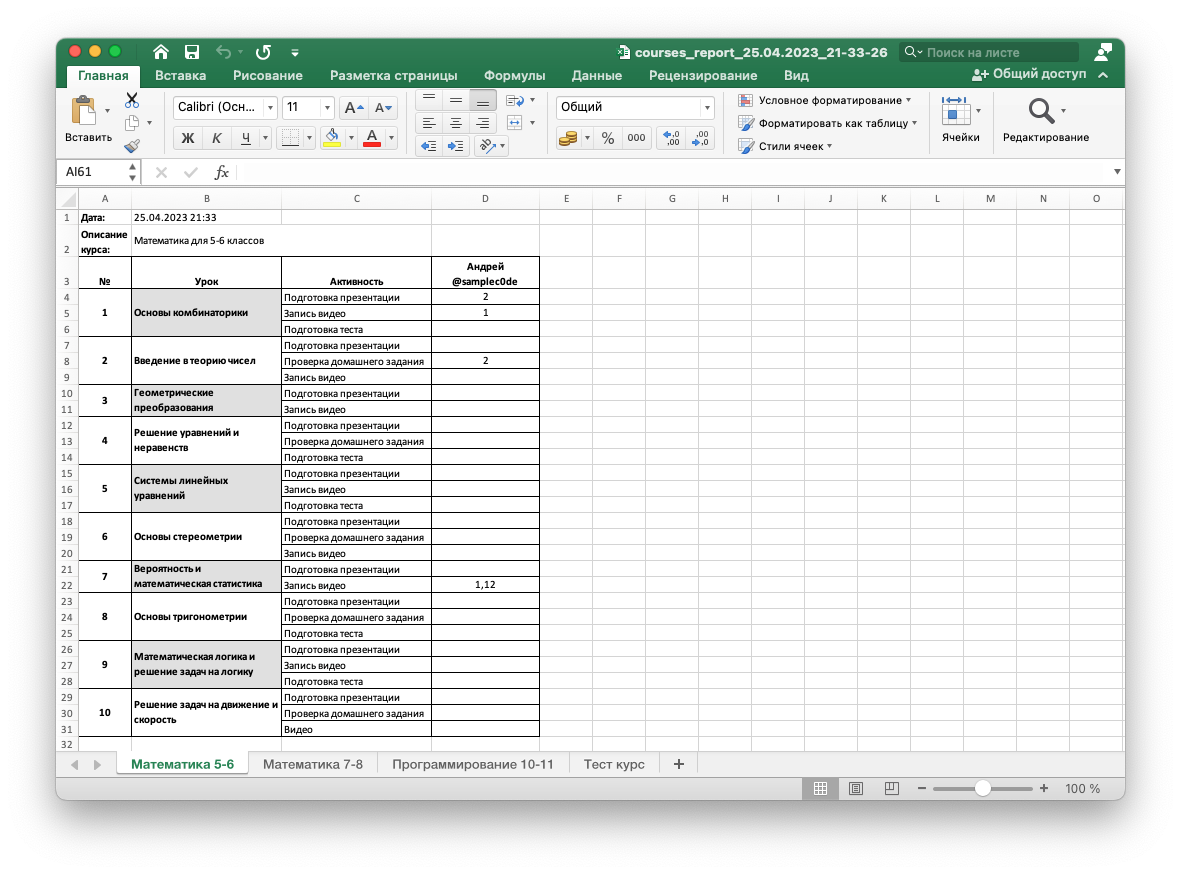 courses_report_25.04.2023_21-33-26
Поиск на листе
Главная Вставка Рисование Разметка страницы Формулы Данные Рецензирование Вид Общий доступ
Вставить
Calibri (Осн... 11 A A
Ж К Ч А
Общий
% 000 ,0 ,00 ,00 ,0
Условное форматирование
Форматировать как таблицу
Стили ячеек
Ячейки
Редактирование
AI61 fx
A B C D E F G H I J K L M N O
1 Дата: 25.04.2023 21:33
2 Описание курса: Математика для 5-6 классов
3 № Урок Активность Андрей @samplec0de
4 1 Основы комбинаторики Подготовка презентации 2
5 Запись видео 1
6 Подготовка теста
7 2 Введение в теорию чисел Подготовка презентации
8 Проверка домашнего задания 2
9 Запись видео
10 3 Геометрические преобразования Подготовка презентации
11 Запись видео
12 4 Решение уравнений и неравенств Подготовка презентации
13 Проверка домашнего задания
14 Подготовка теста
15 5 Системы линейных уравнений Подготовка презентации
16 Запись видео
17 Подготовка теста
18 6 Основы стереометрии Подготовка презентации
19 Проверка домашнего задания
20 Запись видео
21 7 Вероятность и математическая статистика Подготовка презентации
22 Запись видео 1,12
23 8 Основы тригонометрии Подготовка презентации
24 Проверка домашнего задания
25 Подготовка теста
26 9 Математическая логика и решение задач на логику Подготовка презентации
27 Запись видео
28 Подготовка теста
29 10 Решение задач на движение и скорость Подготовка презентации
30 Проверка домашнего задания
31 Видео
32
Математика 5-6 Математика 7-8 Программирование 10-11 Тест курс +
100 %